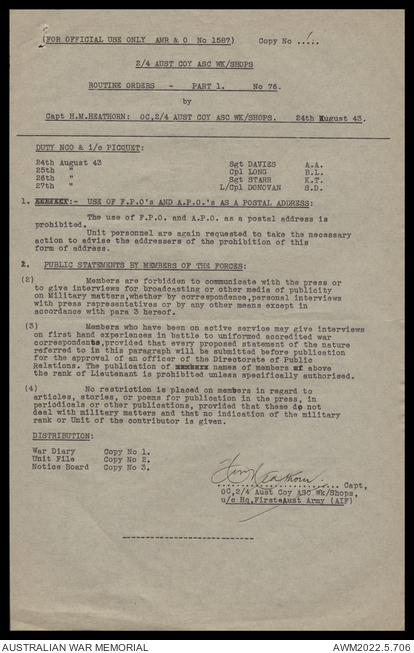 (FOR OFFICIAL USE ONLY AMR & O No 1587) Copy No .1...
2/4 AUST COY ASC WK/SHOPS
ROUTINE ORDERS - PART 1. No 76.
by
Capt H.M.HEATHORN: OC,2/4 AUST COY ASC WK/SHOPS. 24th August 43.
DUTY NCO & i/c PICQUET:
24th August 43 Sgt DAVIES A.A.
25th " Cpl LONG B.L.
26th " Sgt STARR K.T.
27th " L/Cpl DONOVAN S.D.
1. :- USE OF F.P.O's AND A.P.O.'s AS A POSTAL ADDRESS:
The use of F.P.O. and A.P.O. as a postal address is
prohibited.
Unit personnel are again requested to take the necessary
action to advise the addressers of the prohibition of this
form of address.
2. PUBLIC STATEMENTS BY MEMBERS OF THE FORCES:
(2) Members are forbidden to communicate with the press or
to give interviews for broadcasting or other media of publicity
on Military matters,whether by correspondence,personal interviews
with press representatives or by any other means except in
accordance with para 3 hereof.
(3) Members who have been on active service may give interviews
on first hand experiences in battle to uniformed accredited war
correspondents,provided that every proposed statement of the nature
referred to in this paragraph will be submitted before publication
for the approval of an officer of the Directorate of Public
Relations. The publication of names of members of above
the rank of Lieutenant is prohibited unless specifically authorised.
(4) No restriction is placed on members in regard to
articles, stories, or poems for publication in the press, in
periodicals or other publications, provided that these do not
deal with military matters and that no indication of the military
rank or Unit of the contributor is given.
DISTRIBUTION:
War Diary Copy No 1.
Unit File Copy No 2.
Notice Board Copy No 3.
HMHeathorn
........................ Capt,
OC,2/4 Aust Coy ASC Wk/Shops,
u/c Hq,First Aust Army (AIF)
AUSTRALIAN WAR MEMORIAL AWM2022.5.706